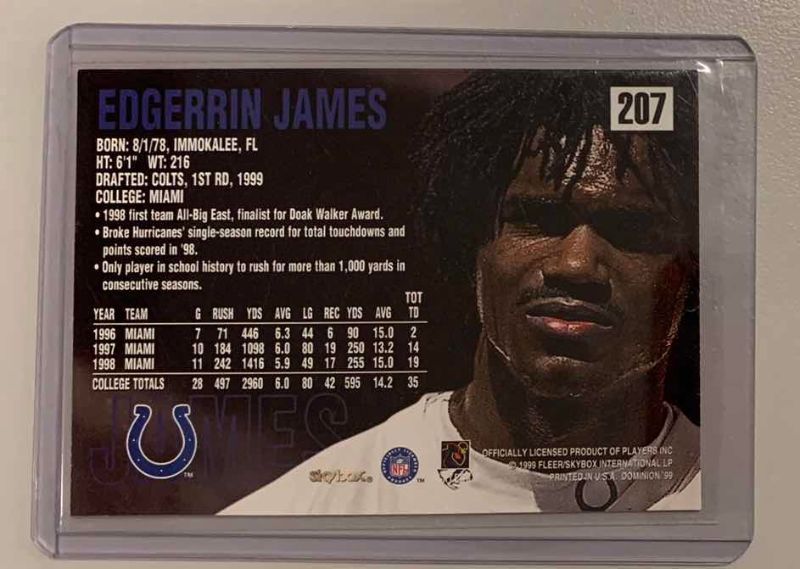 EDGERRIN JAMES
207
BORN: 8/1/78, IMMOKALEE, FL
HT: 6'1" WT: 216
DRAFTED: COLTS, 1ST RD, 1999
COLLEGE: MIAMI
• 1998 first team All-Big East, finalist for Doak Walker Award.
• Broke Hurricanes' single-season record for total touchdowns and
points scored in '98.
• Only player in school history to rush for more than 1,000 yards in
consecutive seasons.
TOT
YEAR TEAM G RUSH YDS AVG LG REC YDS AVG TD
1996 MIAMI 7 71 446 6.3 44 6 90 15.0 2
1997 MIAMI 10 184 1098 6.0 80 19 250 13.2 14
1998 MIAMI 11 242 1416 5.9 49 17 255 15.0 19
COLLEGE TOTALS 28 497 2960 6.0 80 42 595 14.2 35
JAMES
TM
skybox®
NFL
TM
OFFICIALLY LICENSED PRODUCT OF PLAYERS INC
© 1999 FLEER/SKYBOX INTERNATIONAL LP
PRINTED IN U.S.A. DOMINION '99